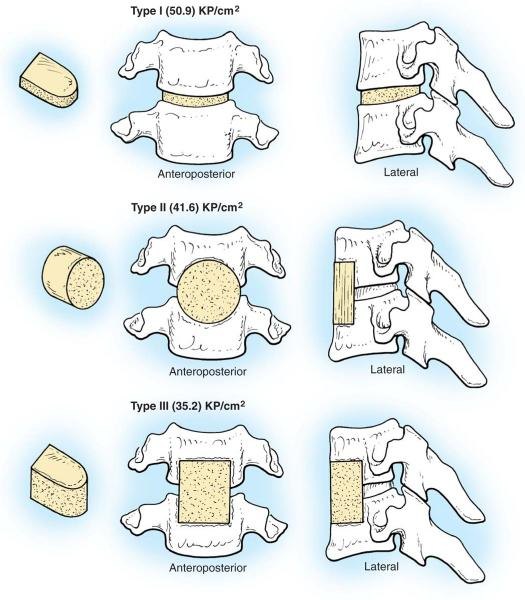 Type I (50.9) KP/cm²
Anteroposterior
Lateral
Type II (41.6) KP/cm²
Anteroposterior
Lateral
Type III (35.2) KP/cm²
Anteroposterior
Lateral